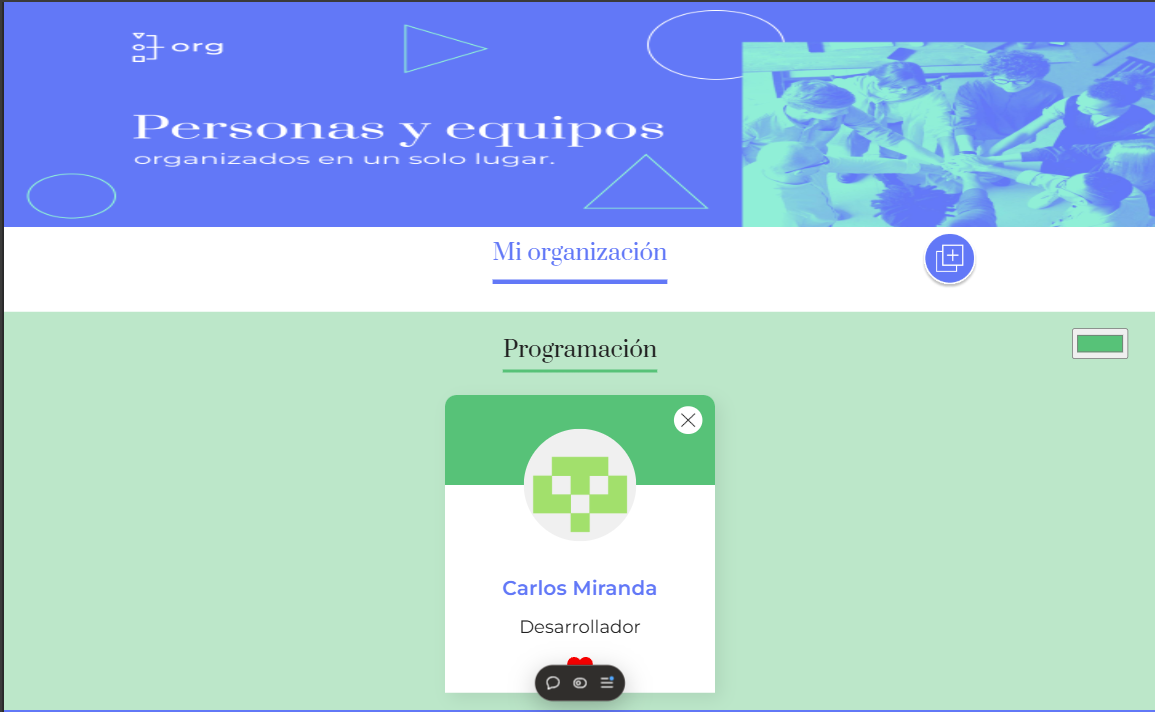 org
Personas y equipos
organizados en un solo lugar.
Mi organización
Programación
Carlos Miranda
Desarrollador